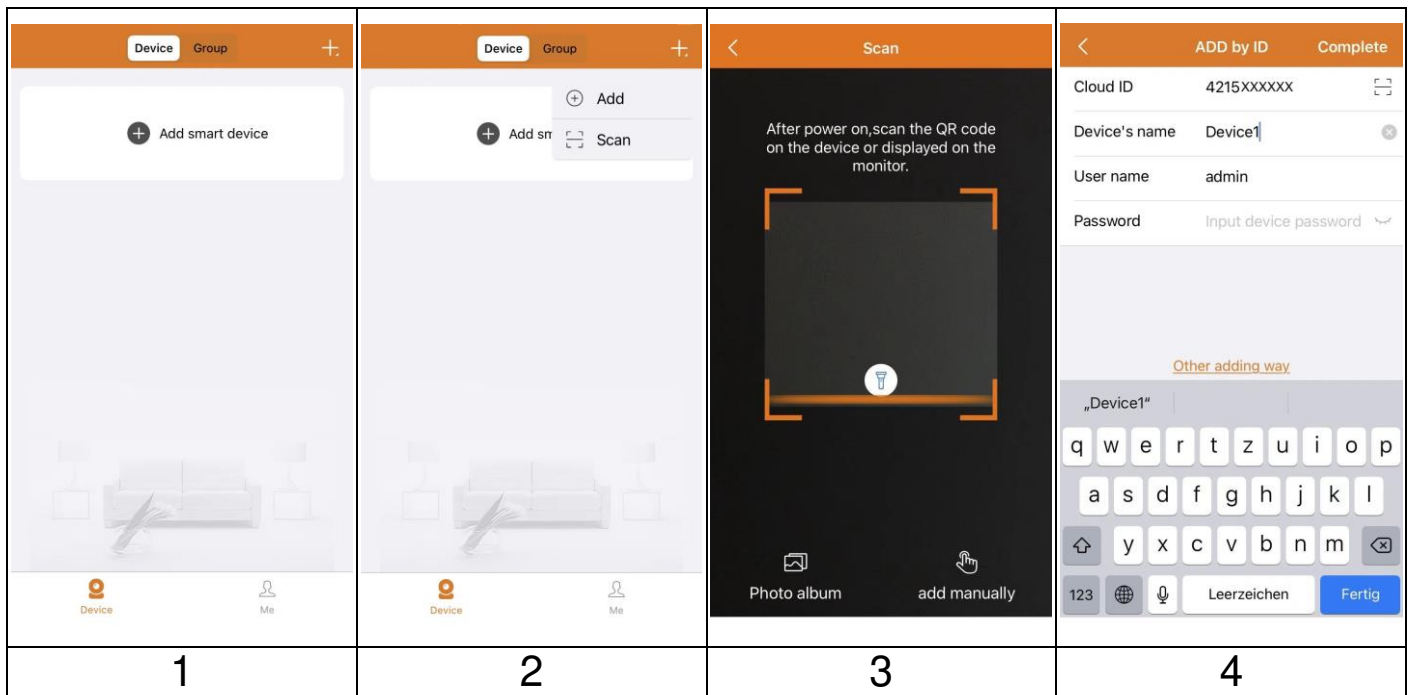 Device Group
Add smart device
Device Me
1
Device Group
Add
Add sm
Scan
Device Me
2
Scan
After power on,scan the QR code
on the device or displayed on the
monitor.
Photo album add manually
3
ADD by ID Complete
Cloud ID 4215XXXXXX
Device's name Device1
User name admin
Password Input device password
Other adding way
„Device1“
q w e r t z u i o p
a s d f g h j k l
y x c v b n m
123 Leerzeichen Fertig
4